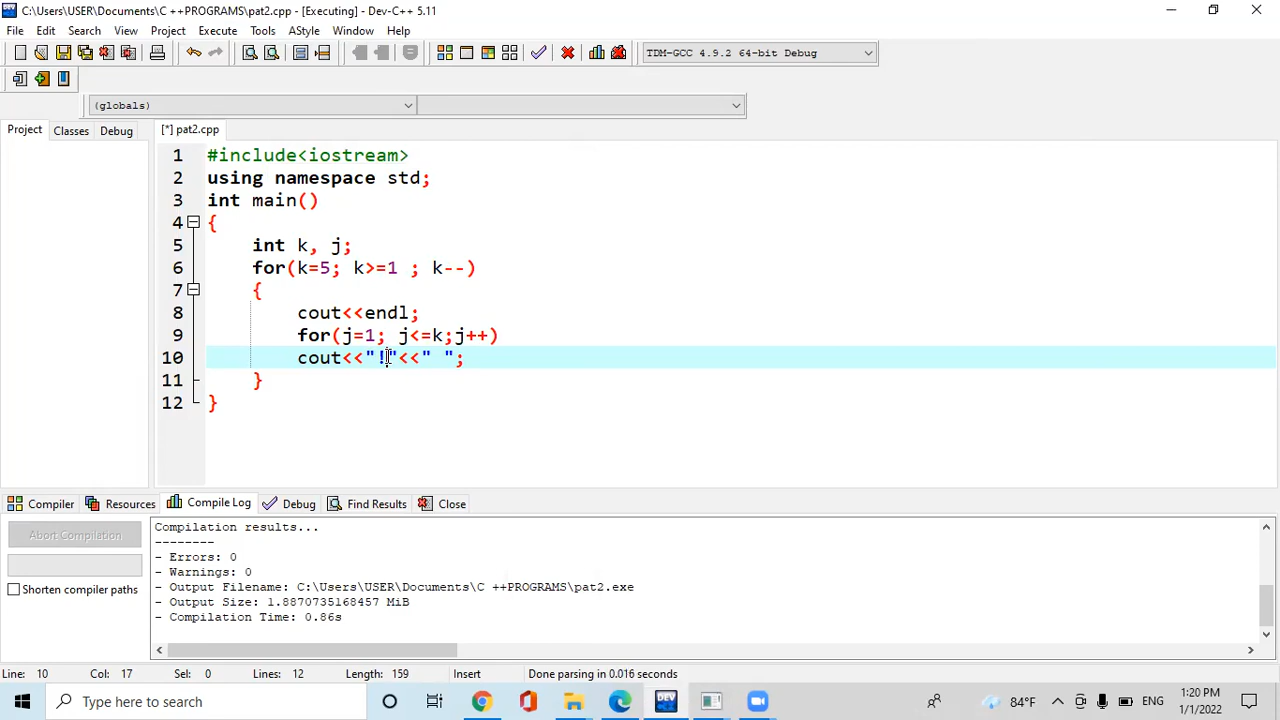 C:\Users\USER\Documents\C ++PROGRAMS\pat2.cpp - [Executing] - Dev-C++ 5.11
File Edit Search View Project Execute Tools AStyle Window Help
TDM-GCC 4.9.2 64-bit Debug
(globals)
Project Classes Debug [*] pat2.cpp
1 #include<iostream>
2 using namespace std;
3 int main()
4 {
5 int k, j;
6 for(k=5; k>=1 ; k--)
7 {
8 cout<<endl;
9 for(j=1; j<=k;j++)
10 cout<<"!"<<" ";
11 }
12 }
Compiler Resources Compile Log Debug Find Results Close
Abort Compilation
Shorten compiler paths
Compilation results...
--------
- Errors: 0
- Warnings: 0
- Output Filename: C:\Users\USER\Documents\C ++PROGRAMS\pat2.exe
- Output Size: 1.8870735168457 MiB
- Compilation Time: 0.86s
Line: 10 Col: 17 Sel: 0 Lines: 12 Length: 159 Insert Done parsing in 0.016 seconds
Type here to search
DEV
84°F ENG 1:20 PM
1/1/2022